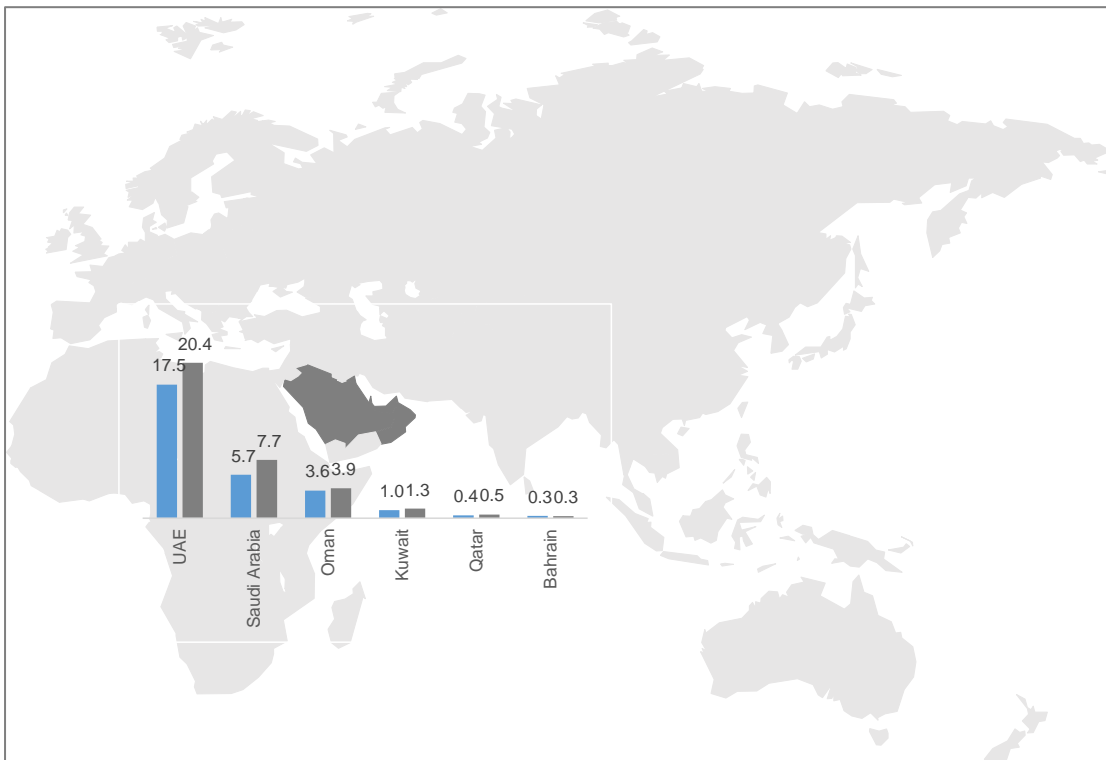 20.4
17.5
7.7
5.7
3.6 3.9
1.0 1.3
0.4 0.5
0.3 0.3
UAE
Saudi Arabia
Oman
Kuwait
Qatar
Bahrain